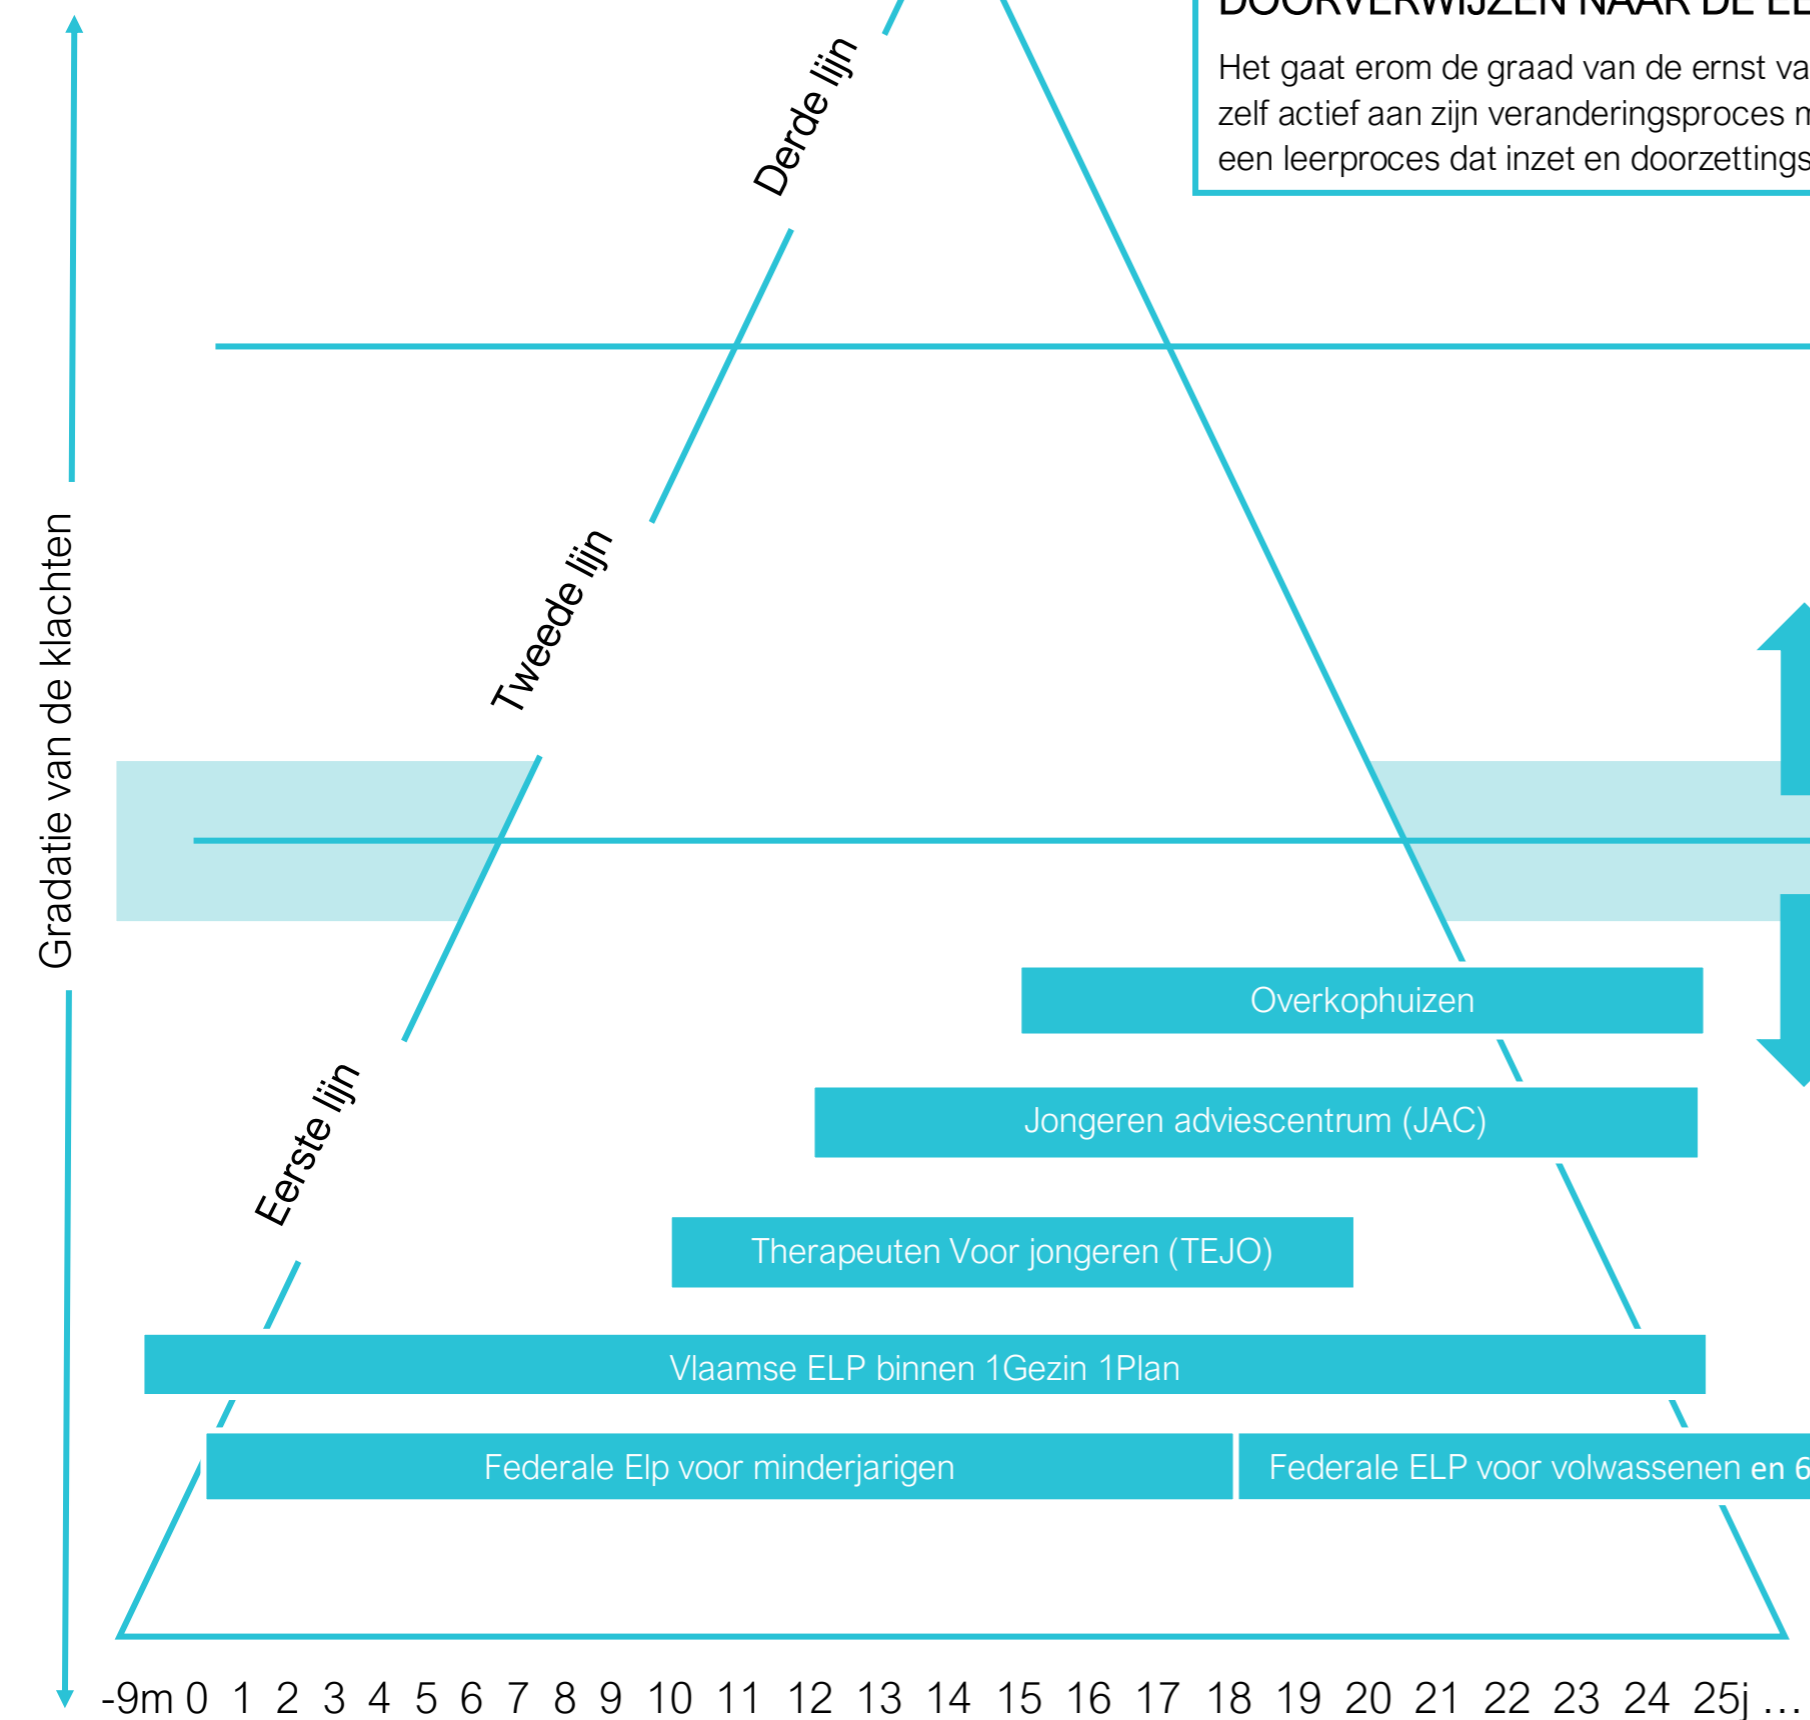 DOORVERWIJZEN NAAR DE
Het gaat erom de graad van de ernst
zelf actief aan zijn veranderingsproces
een leerproces dat inzet en
Derde lijn
Tweede lijn
Gradatie van de klachten
Eerste lijn
Overkophuizen
Jongeren adviescentrum (JAC)
Therapeuten Voor jongeren (TEJO)
Vlaamse ELP binnen 1Gezin 1Plan
Federale Elp voor minderjarigen
Federale ELP voor volwassenen en 6
-9m 0 1 2 3 4 5 6 7 8 9 10 11 12 13 14 15 16 17 18 19 20 21 22 23 24 25j ...